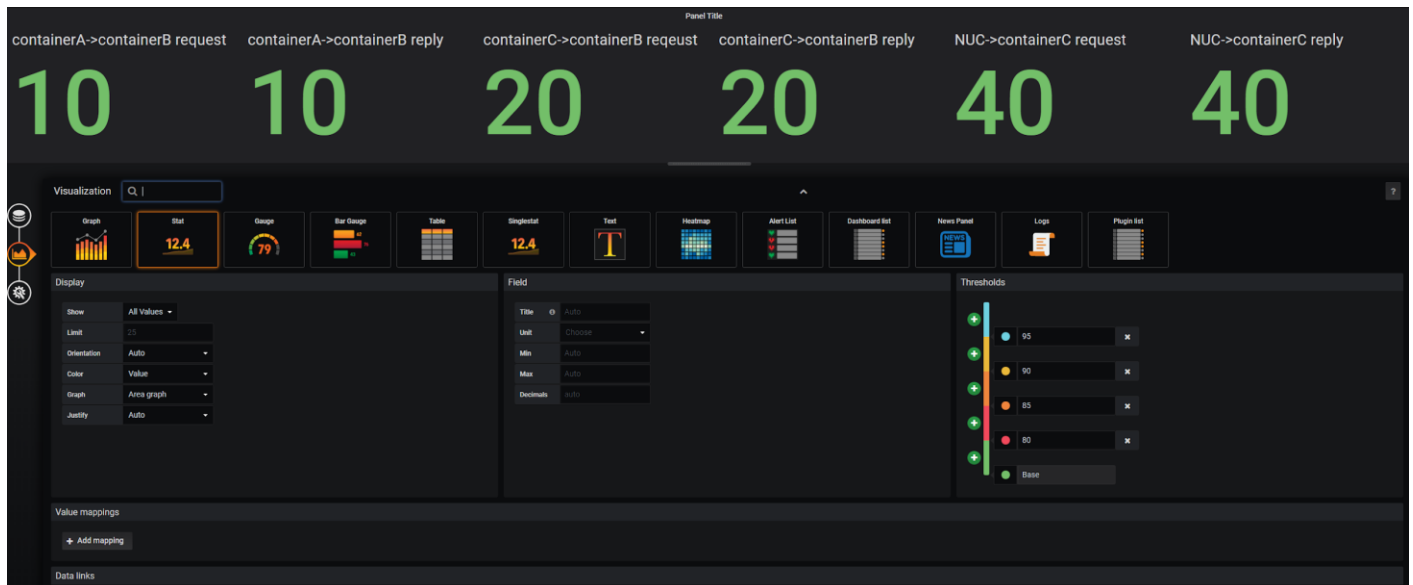 Panel Title
containerA->containerB request containerA->containerB reply containerC->containerB reqeust containerC->containerB reply NUC->containerC request NUC->containerC reply
10 10 20 20 40 40
Visualization
?
Graph Stat Gauge Bar Gauge Table Singlestat Text Heatmap Alert List Dashboard list News Panel Logs Plugin list
12.4 79 12.4 T NEWS
Display Field Thresholds
Show All Values Title Auto
Limit 25 Unit Choose 95
Orientation Auto Min Auto
Color Value Max Auto 90
Graph Area graph Decimals auto
Justify Auto 85
80
Base
Value mappings
+ Add mapping
Data links